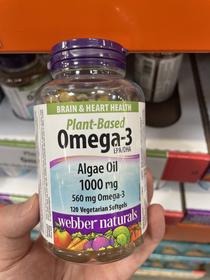 BRAIN & HEART HEALTH
Plant-Based
Omega-3
EPA/DHA
Algae Oil
1000 mg
560 mg Omega-3
120 Vegetarian Softgels
webber naturals